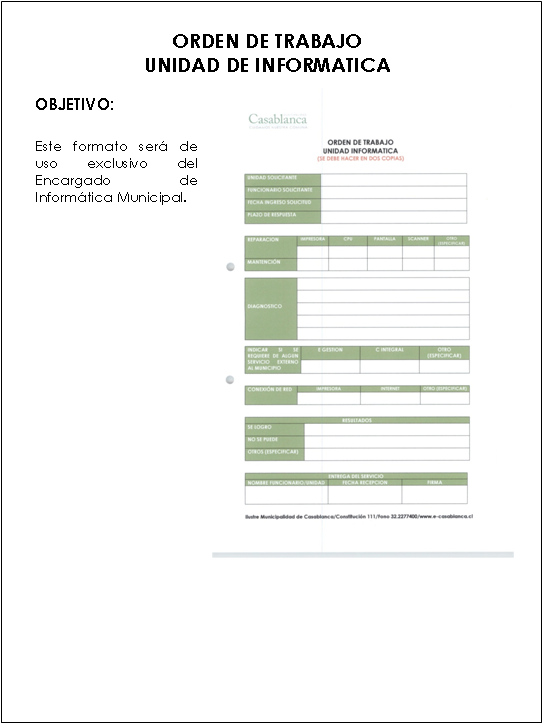 ORDEN DE TRABAJO
UNIDAD DE INFORMATICA
OBJETIVO:
Este formato será de
uso exclusivo del
Encargado de
Informática Municipal.
Casablanca
ORDEN DE TRABAJO
UNIDAD INFORMATICA
(SE DEBE HACER EN DOS COPIAS)
UNIDAD SOLICITANTE
FUNCIONARIO SOLICITANTE
FECHA INGRESO SOLICITUD
PLAZO DE RESPUESTA
REPARACION IMPRESORA CPU PANTALLA SCANNER OTRO (ESPECIFICAR)
MANTENCIÓN
DIAGNOSTICO
INDICAR SI SE REQUIERE DE ALGUN SERVICIO EXTERNO AL MUNICIPIO E GESTION C INTEGRAL OTRO (ESPECIFICAR)
CONEXIÓN DE RED IMPRESORA INTERNET OTRO (ESPECIFICAR)
RESULTADOS
SE LOGRO
NO SE PUEDE
OTROS (ESPECIFICAR)
ENTREGA DEL SERVICIO
NOMBRE FUNCIONARIO/UNIDAD FECHA RECEPCION FIRMA
Ilustre Municipalidad de Casablanca/Constitución 111/Fono 32.2277400/www.e-casablanca.cl